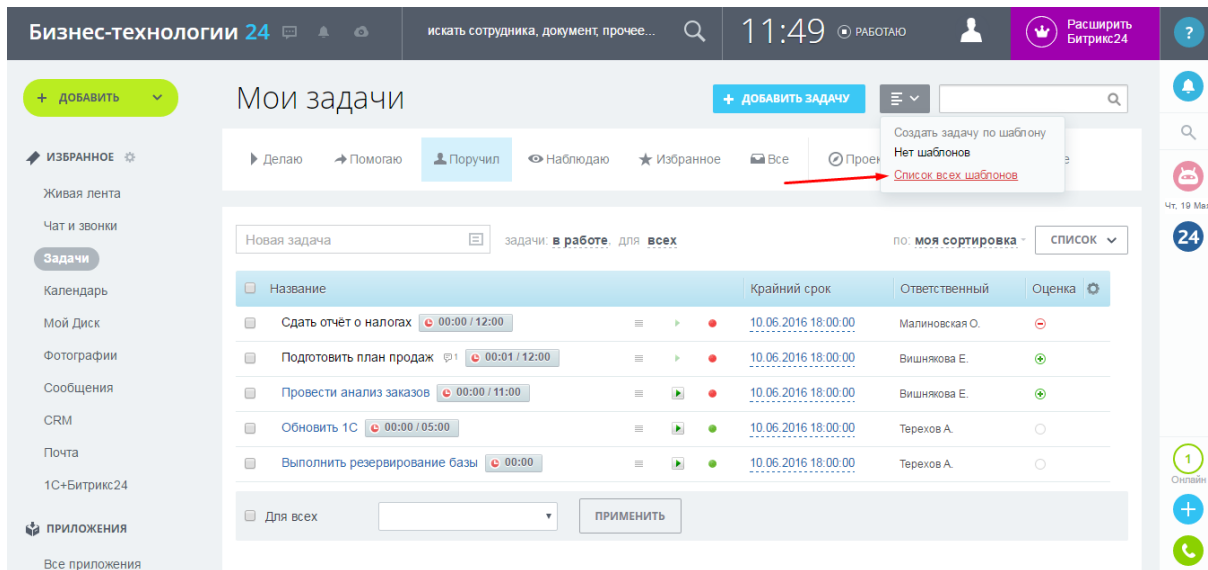 Бизнес-технологии 24
искать сотрудника, документ, прочее...
11:49
РАБОТАЮ
Расширить
Битрикс24
?
+ ДОБАВИТЬ
Мои задачи
+ ДОБАВИТЬ ЗАДАЧУ
Создать задачу по шаблону
Нет шаблонов
Список всех шаблонов
ИЗБРАННОЕ
Делаю
Помогаю
Поручил
Наблюдаю
Избранное
Все
Живая лента
Чат и звонки
Задачи
Календарь
Мой Диск
Фотографии
Сообщения
CRM
Почта
1С+Битрикс24
ПРИЛОЖЕНИЯ
Все приложения
Новая задача
задачи: в работе, для всех
по: моя сортировка
СПИСОК
Название Крайний срок Ответственный Оценка
Сдать отчёт о налогах 00:00 / 12:00 10.06.2016 18:00:00 Малиновская О.
Подготовить план продаж 1 00:01 / 12:00 10.06.2016 18:00:00 Вишнякова Е.
Провести анализ заказов 00:00 / 11:00 10.06.2016 18:00:00 Вишнякова Е.
Обновить 1С 00:00 / 05:00 10.06.2016 18:00:00 Терехов А.
Выполнить резервирование базы 00:00 10.06.2016 18:00:00 Терехов А.
Для всех
ПРИМЕНИТЬ
Чт, 19 Мая
24
1
Онлайн